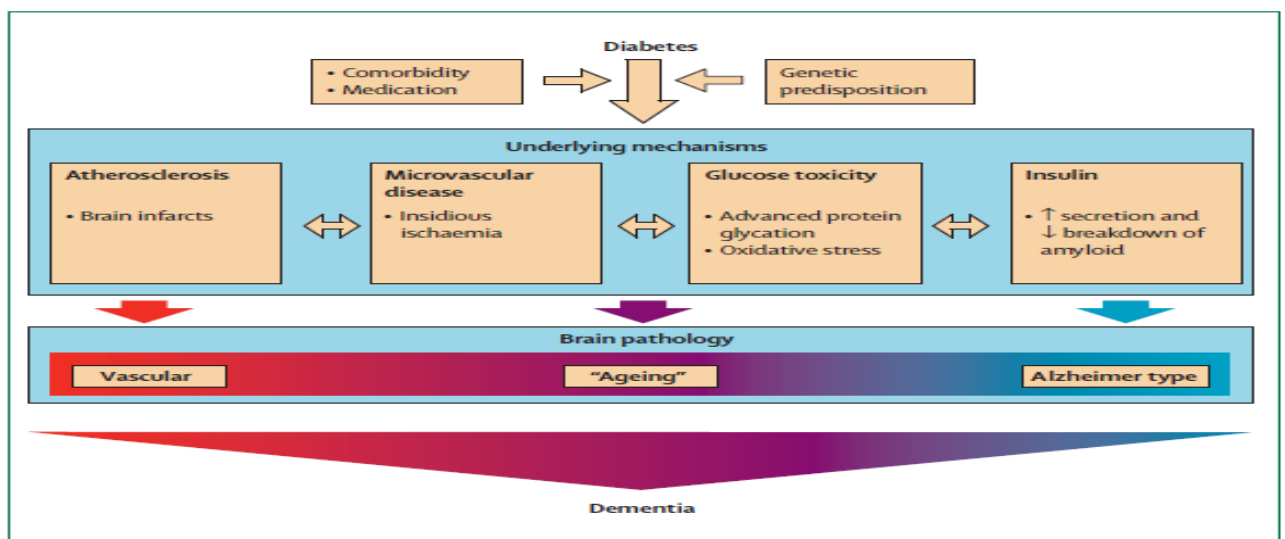 Diabetes
• Comorbidity
• Medication
Genetic
predisposition
Underlying mechanisms
Atherosclerosis
• Brain infarcts
Microvascular
disease
• Insidious
ischaemia
Glucose toxicity
• Advanced protein
glycation
• Oxidative stress
Insulin
• ↑ secretion and
↓ breakdown of
amyloid
Brain pathology
Vascular
“Ageing”
Alzheimer type
Dementia